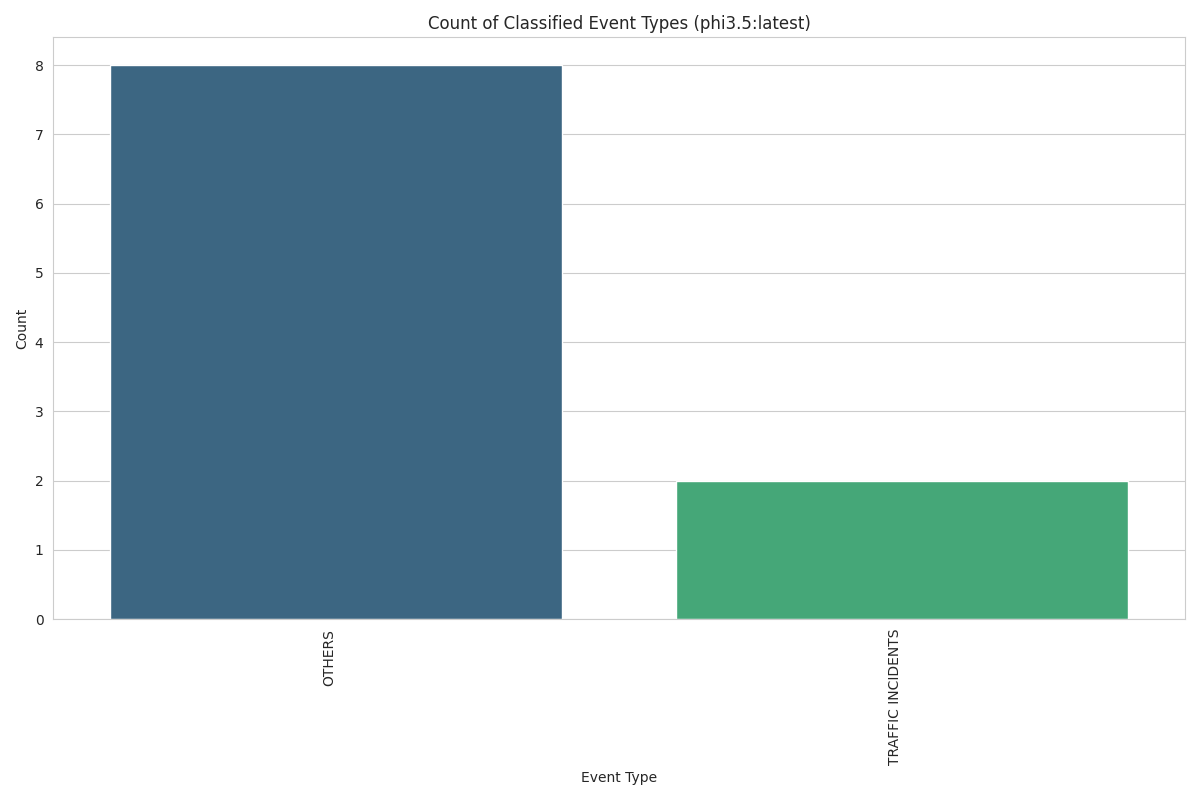 Count of Classified Event Types (phi3.5:latest)
8
7
6
5
4
3
2
1
0
Count
OTHERS
TRAFFIC INCIDENTS
Event Type